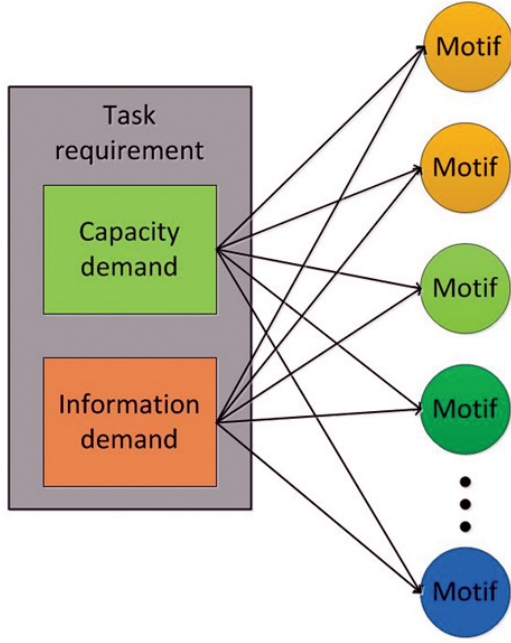 Task
requirement
Capacity
demand
Information
demand
Motif
Motif
Motif
Motif
Motif